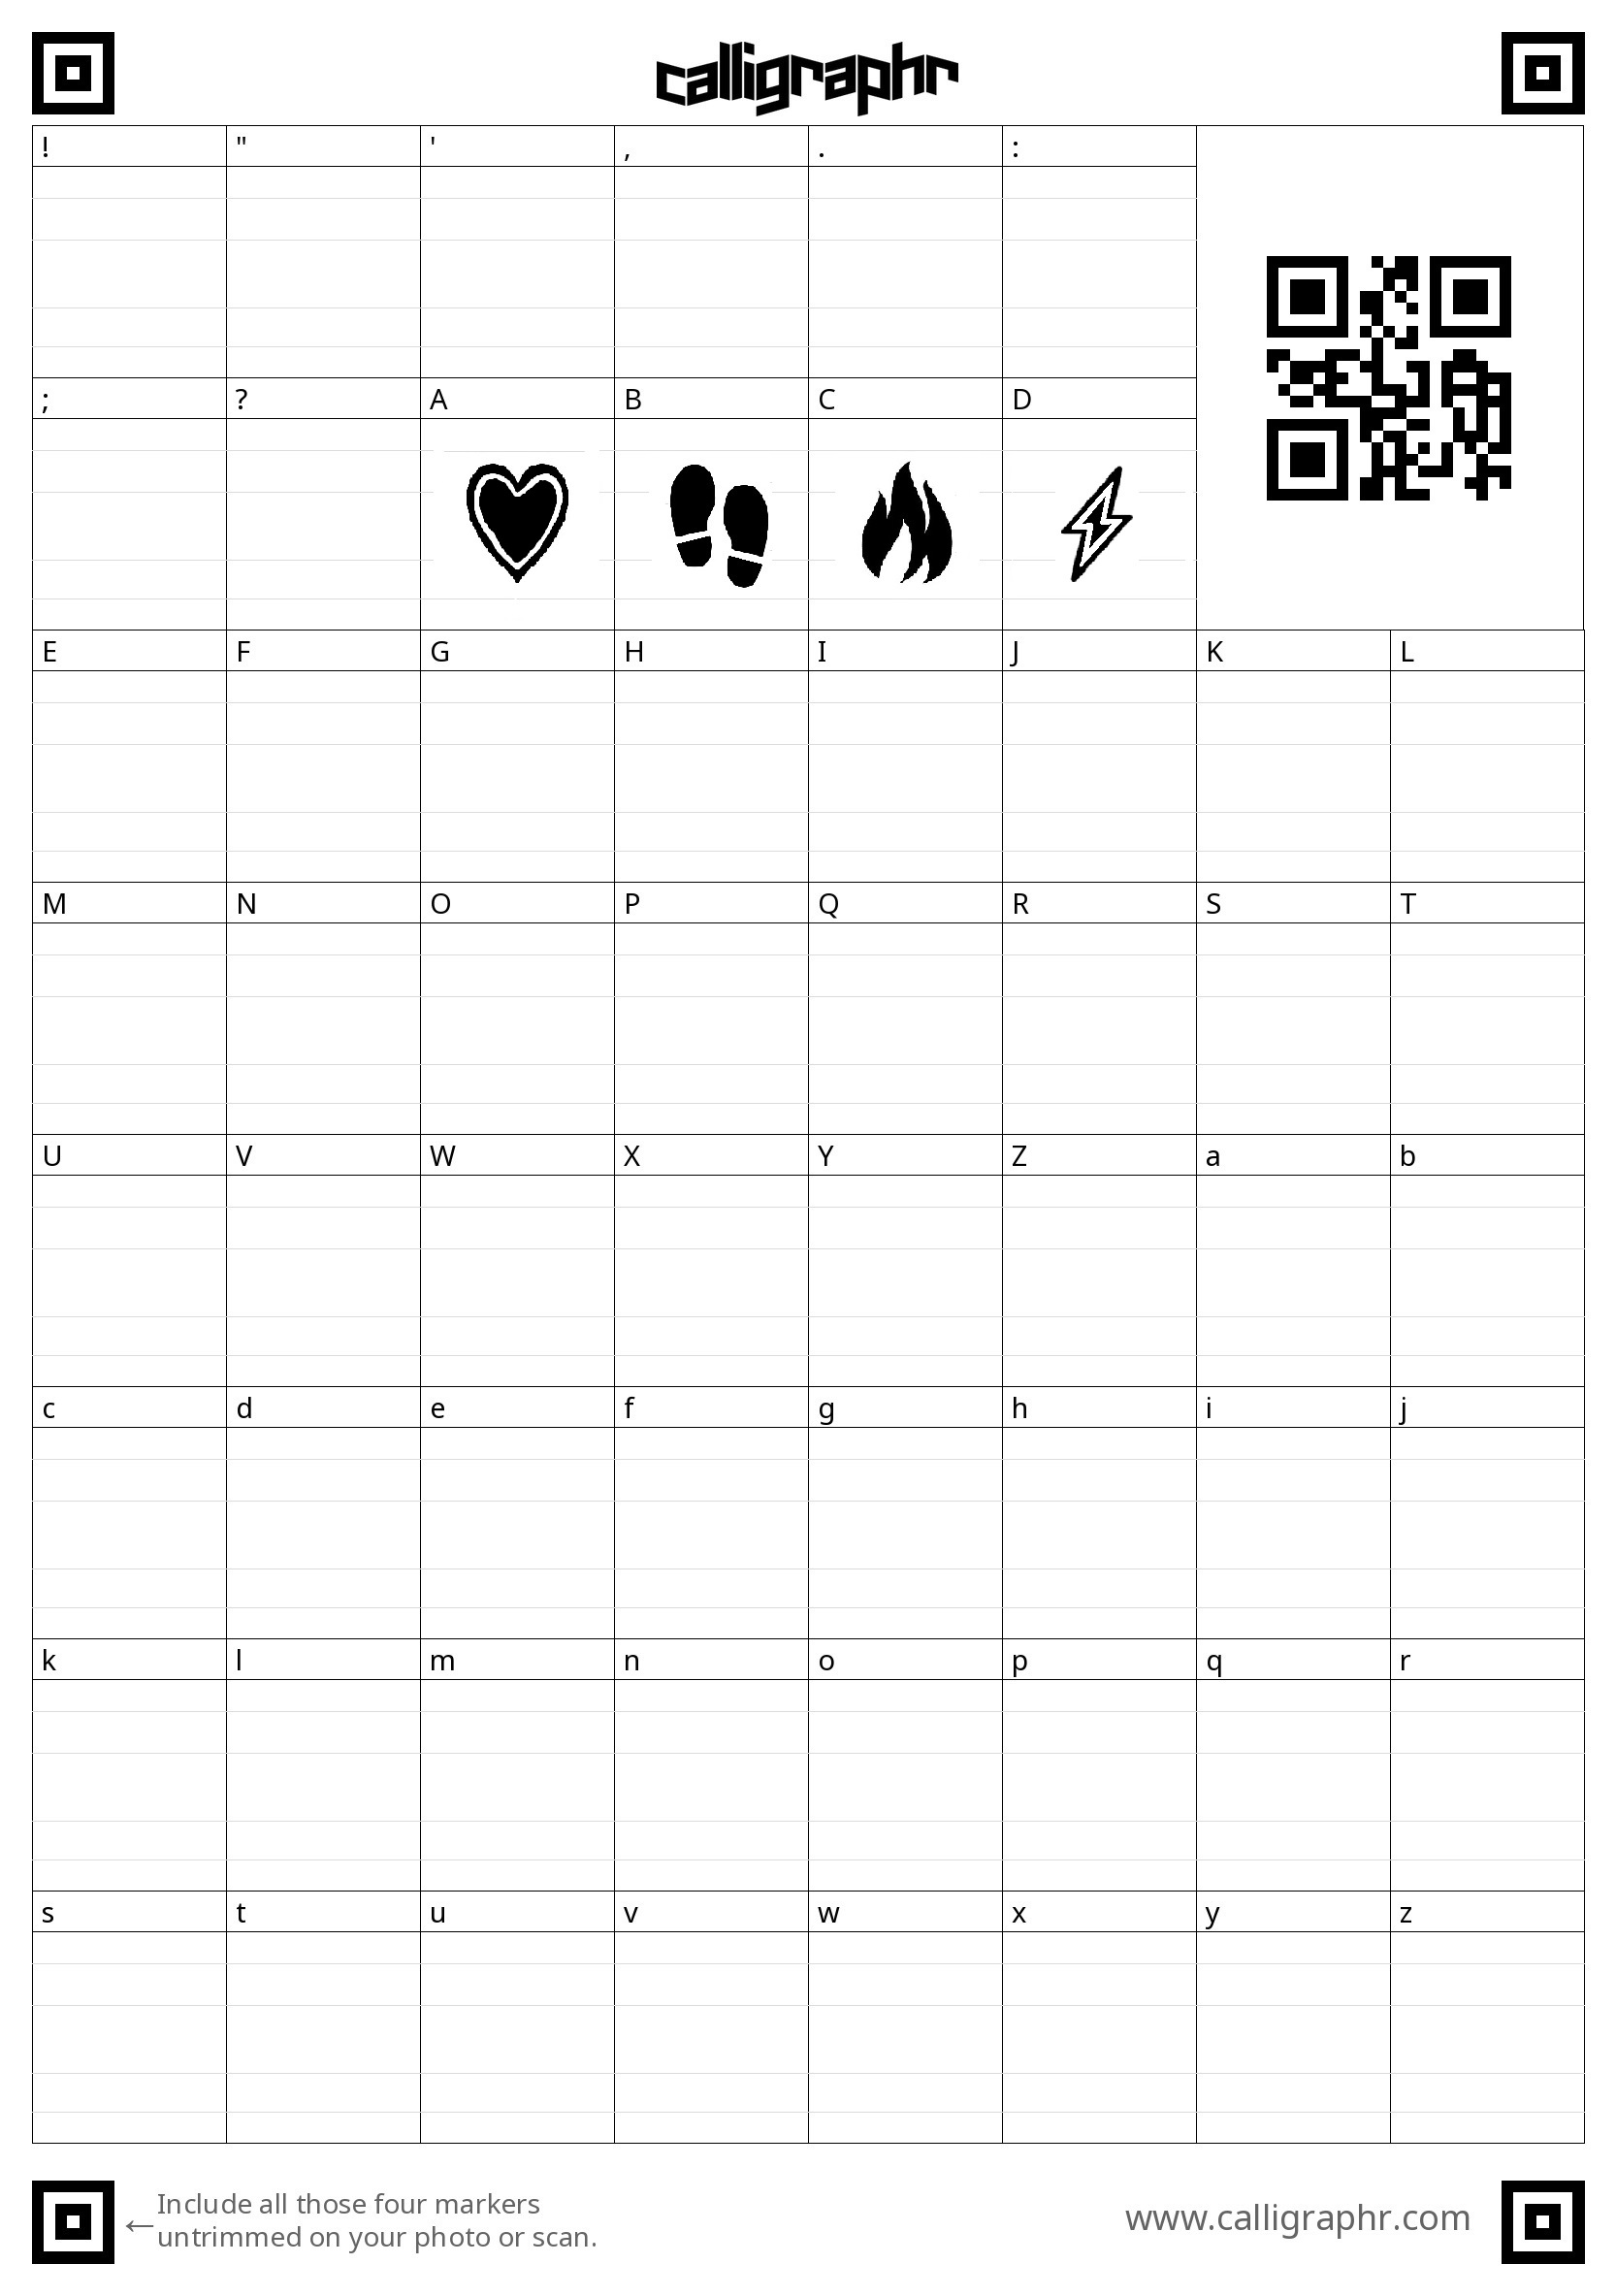 calligraphr
! " ' , . :
; ? A B C D
E F G H I J K L
M N O P Q R S T
U V W X Y Z a b
c d e f g h i j
k l m n o p q r
s t u v w x y z
←Include all those four markers
untrimmed on your photo or scan.
www.calligraphr.com